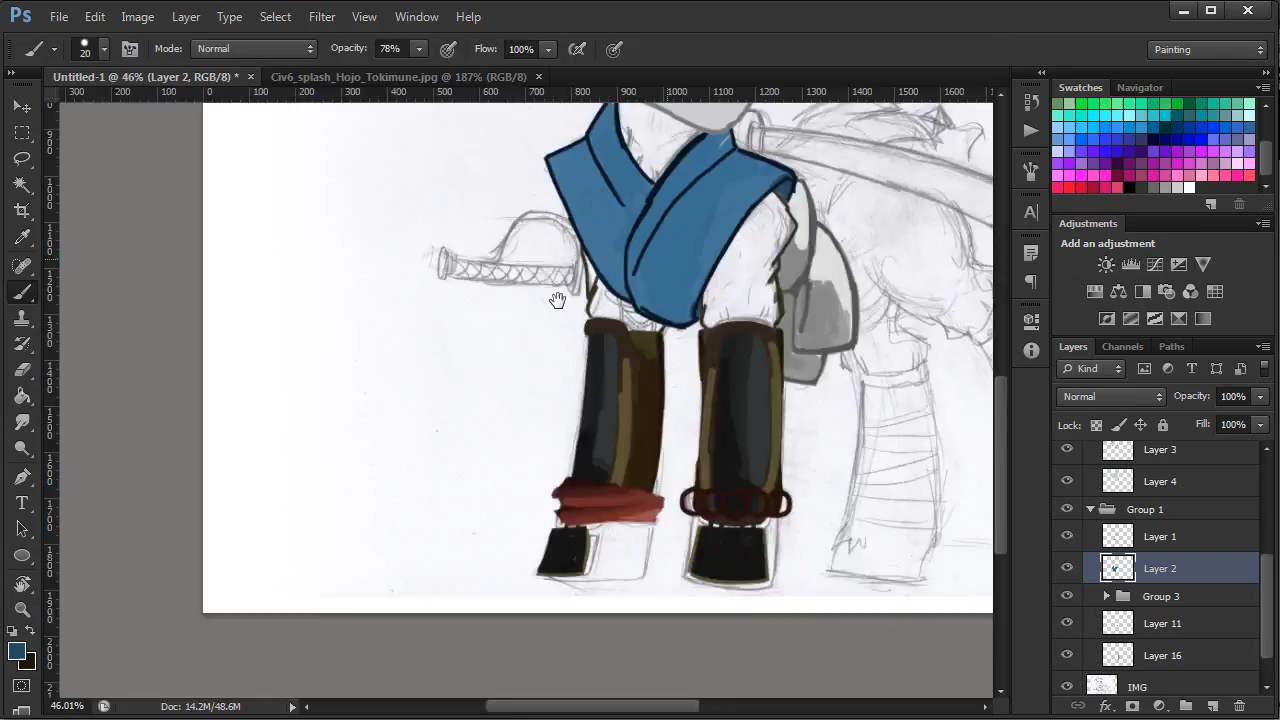 Ps File Edit Image Layer Type Select Filter View Window Help
20 Mode: Normal Opacity: 78% Flow: 100% Painting
Untitled-1 @ 46% (Layer 2, RGB/8) * Civ6_splash_Hojo_Tokimune.jpg @ 187% (RGB/8)
300 200 100 0 100 200 300 400 500 600 700 800 900 1000 1100 1200 1300 1400 1500 1600
Swatches Navigator
Adjustments
Add an adjustment
Layers Channels Paths
Kind
Normal Opacity: 100%
Lock: Fill: 100%
Layer 3
Layer 4
Group 1
Layer 1
Layer 2
Group 3
Layer 11
Layer 16
IMG
46.01% Doc: 14.2M/48.6M